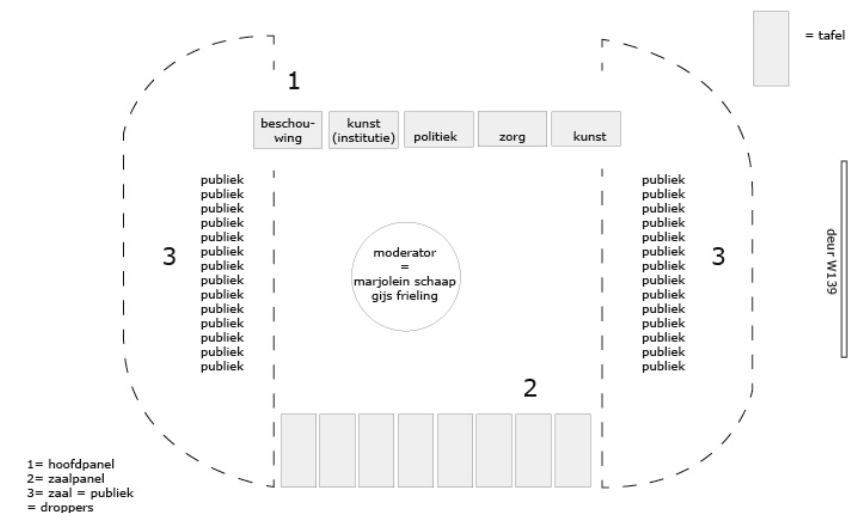 = tafel
1
beschou-
wing
kunst
(institutie)
politiek
zorg
kunst
publiek
publiek
publiek
publiek
publiek
publiek
publiek
publiek
publiek
publiek
publiek
publiek
publiek
publiek
3
moderator
=
marjolein schaap
gijs frieling
publiek
publiek
publiek
publiek
publiek
publiek
publiek
publiek
publiek
publiek
publiek
publiek
publiek
publiek
3
deur W139
2
1= hoofdpanel
2= zaalpanel
3= zaal = publiek
= droppers